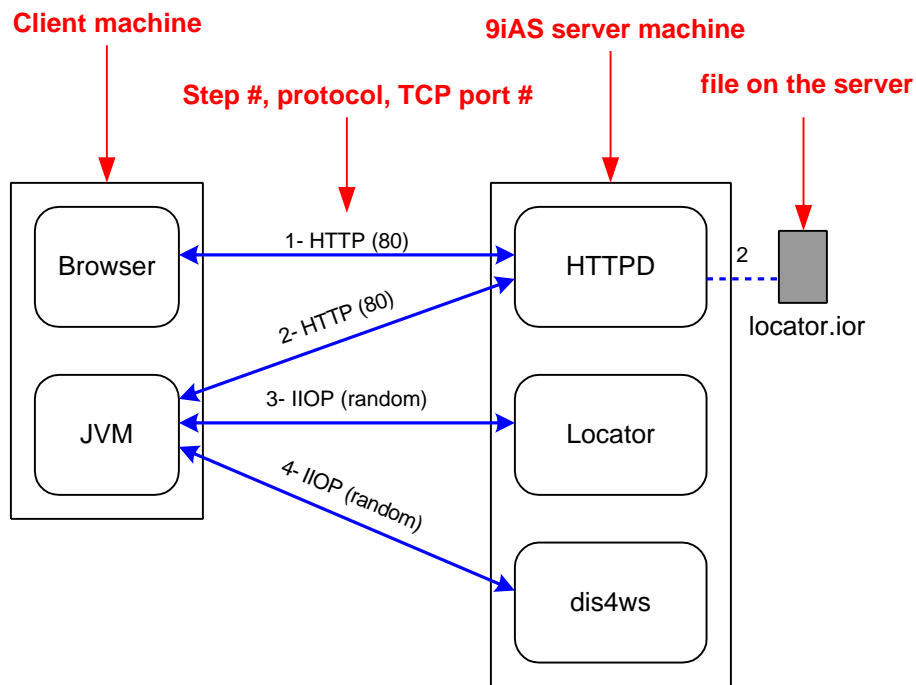 Client machine
9iAS server machine
Step #, protocol, TCP port #
file on the server
1- HTTP (80)
Browser
HTTPD
2
2- HTTP (80)
locator.ior
3- IIOP (random)
JVM
Locator
4- IIOP (random)
dis4ws